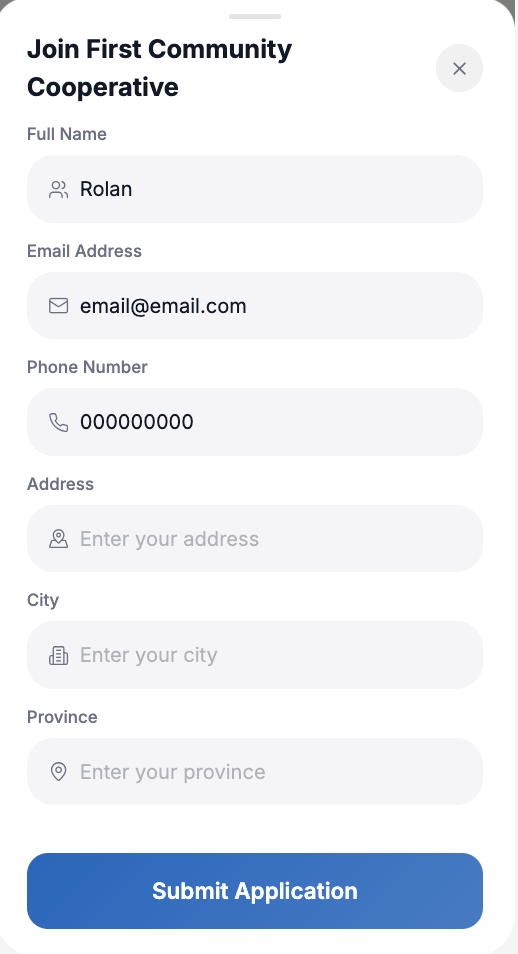 Join First Community
Cooperative
Full Name
Rolan
Email Address
email@email.com
Phone Number
000000000
Address
Enter your address
City
Enter your city
Province
Enter your province
Submit Application